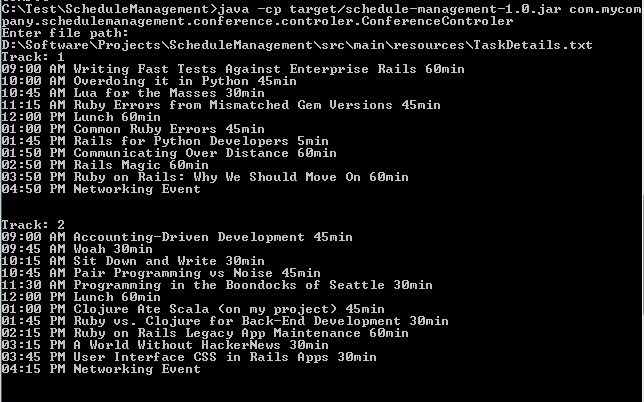 C:\Test\ScheduleManagement>java -cp target/schedule-management-1.0.jar com.mycom
pany.schedulemanagement.conference.controler.ConferenceControler
Enter file path:
D:\Software\Projects\ScheduleManagement\src\main\resources\TaskDetails.txt
Track: 1
09:00 AM Writing Fast Tests Against Enterprise Rails 60min
10:00 AM Overdoing it in Python 45min
10:45 AM Lua for the Masses 30min
11:15 AM Ruby Errors from Mismatched Gem Versions 45min
12:00 PM Lunch 60min
01:00 PM Common Ruby Errors 45min
01:45 PM Rails for Python Developers 5min
01:50 PM Communicating Over Distance 60min
02:50 PM Rails Magic 60min
03:50 PM Ruby on Rails: Why We Should Move On 60min
04:50 PM Networking Event
Track: 2
09:00 AM Accounting-Driven Development 45min
09:45 AM Woah 30min
10:15 AM Sit Down and Write 30min
10:45 AM Pair Programming vs Noise 45min
11:30 AM Programming in the Boondocks of Seattle 30min
12:00 PM Lunch 60min
01:00 PM Clojure Ate Scala (on my project) 45min
01:45 PM Ruby vs. Clojure for Back-End Development 30min
02:15 PM Ruby on Rails Legacy App Maintenance 60min
03:15 PM A World Without HackerNews 30min
03:45 PM User Interface CSS in Rails Apps 30min
04:15 PM Networking Event